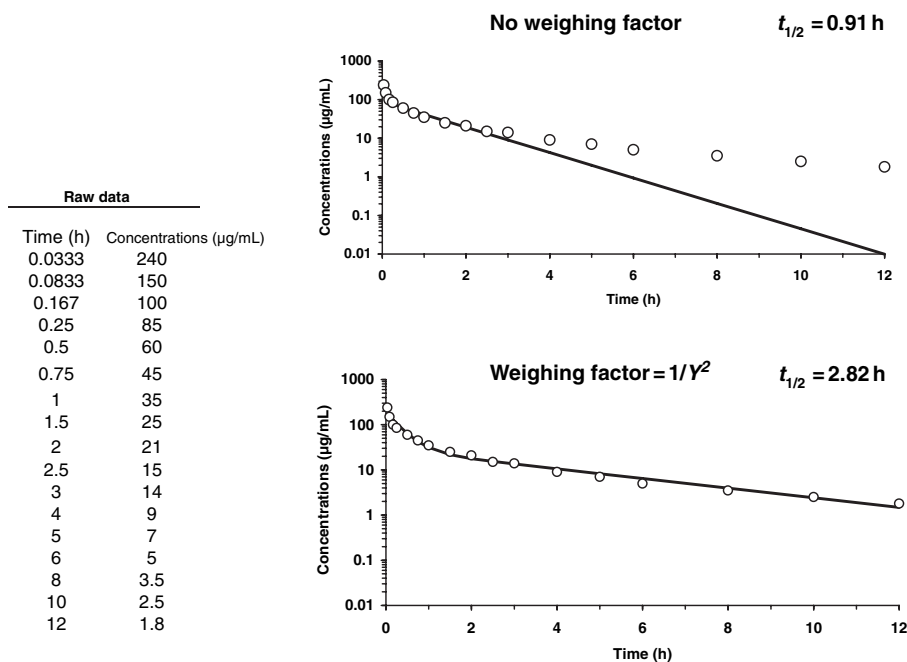 No weighing factor t1/2 = 0.91 h
1000
100
10
1
0.1
0.01
Concentrations (µg/mL)
0 2 4 6 8 10 12
Time (h)
Raw data
Time (h) Concentrations (µg/mL)
0.0333 240
0.0833 150
0.167 100
0.25 85
0.5 60
0.75 45
1 35
1.5 25
2 21
2.5 15
3 14
4 9
5 7
6 5
8 3.5
10 2.5
12 1.8
Weighing factor = 1/Y² t1/2 = 2.82 h
1000
100
10
1
0.1
0.01
Concentrations (µg/mL)
0 2 4 6 8 10 12
Time (h)